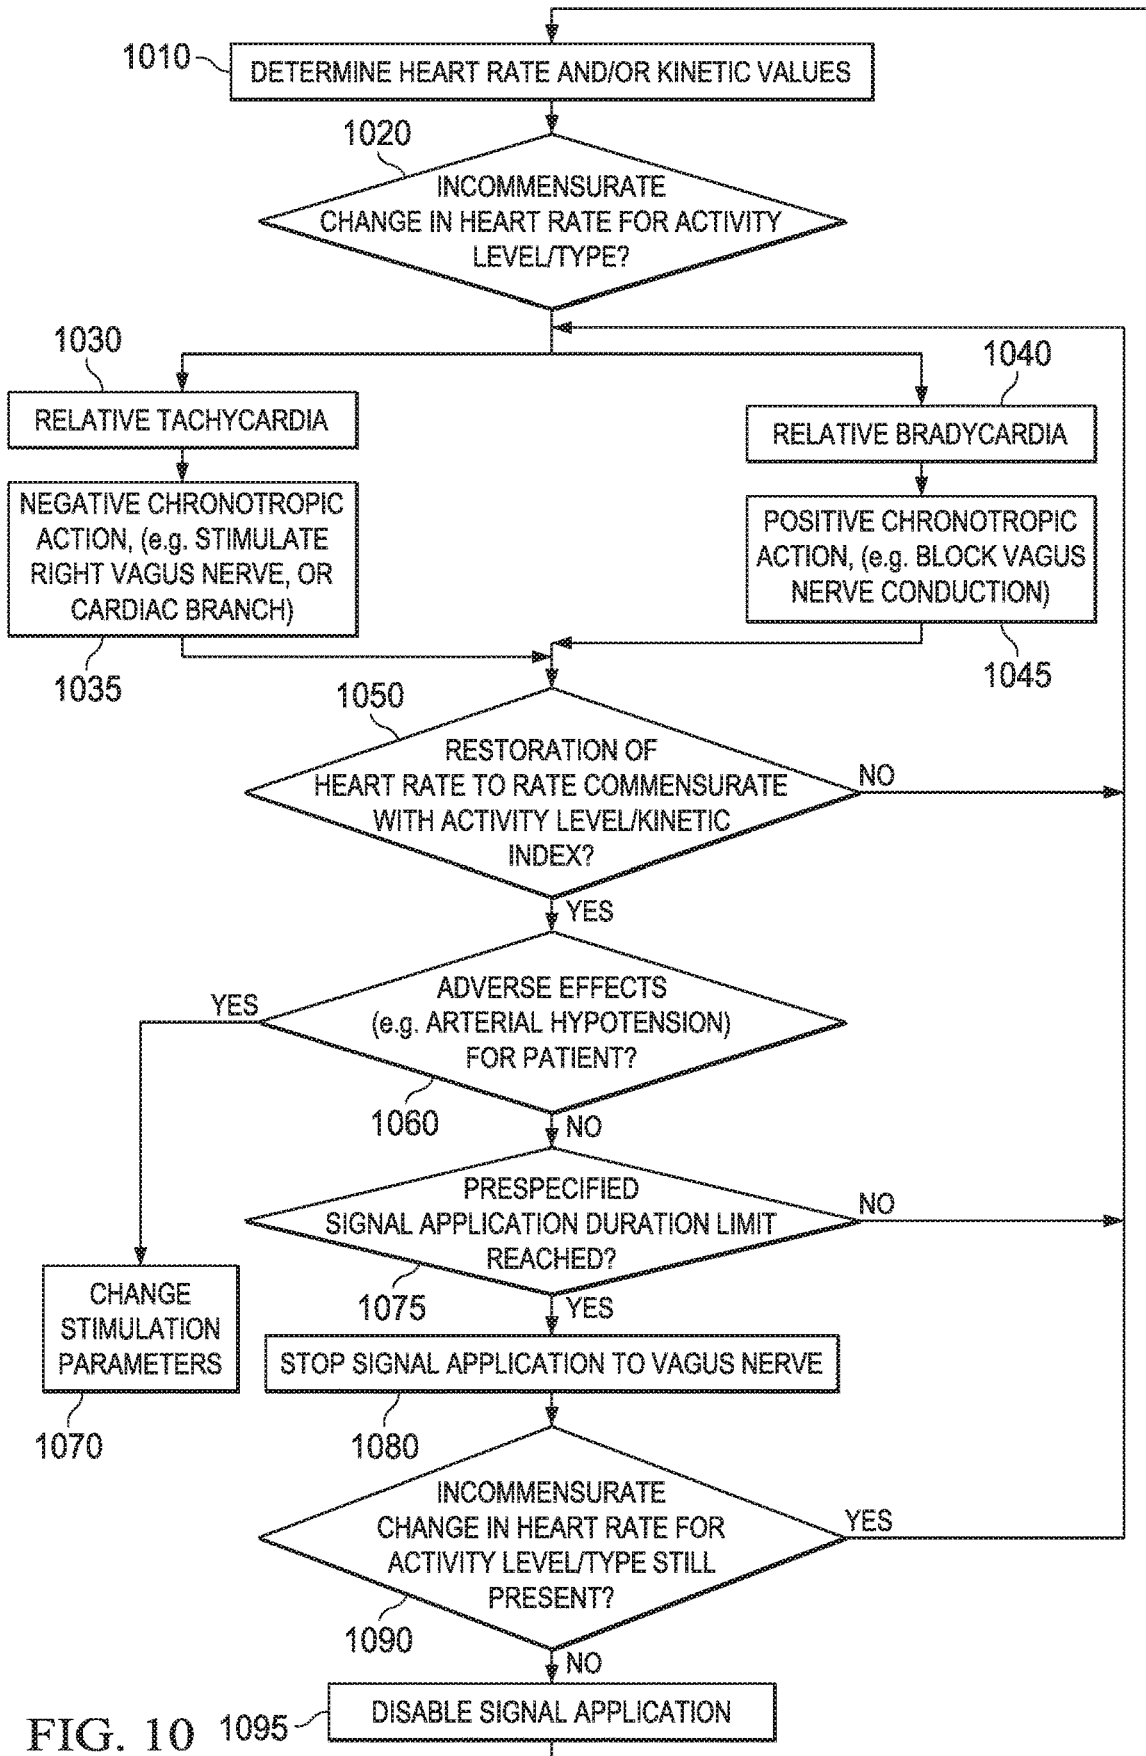 1010
DETERMINE HEART RATE AND/OR KINETIC VALUES
1020
INCOMMENSURATE
CHANGE IN HEART RATE FOR ACTIVITY
LEVEL/TYPE?
1030
RELATIVE TACHYCARDIA
1040
RELATIVE BRADYCARDIA
NEGATIVE CHRONOTROPIC
ACTION, (e.g. STIMULATE
RIGHT VAGUS NERVE, OR
CARDIAC BRANCH)
1035
POSITIVE CHRONOTROPIC
ACTION, (e.g. BLOCK VAGUS
NERVE CONDUCTION)
1045
1050
RESTORATION OF
HEART RATE TO RATE COMMENSURATE
WITH ACTIVITY LEVEL/KINETIC
INDEX?
NO
YES
ADVERSE EFFECTS
(e.g. ARTERIAL HYPOTENSION)
FOR PATIENT?
YES
1060
NO
PRESPECIFIED
SIGNAL APPLICATION DURATION LIMIT
REACHED?
NO
1075
YES
CHANGE
STIMULATION
PARAMETERS
1070
STOP SIGNAL APPLICATION TO VAGUS NERVE
1080
INCOMMENSURATE
CHANGE IN HEART RATE FOR
ACTIVITY LEVEL/TYPE STILL
PRESENT?
YES
1090
NO
DISABLE SIGNAL APPLICATION
1095
FIG. 10